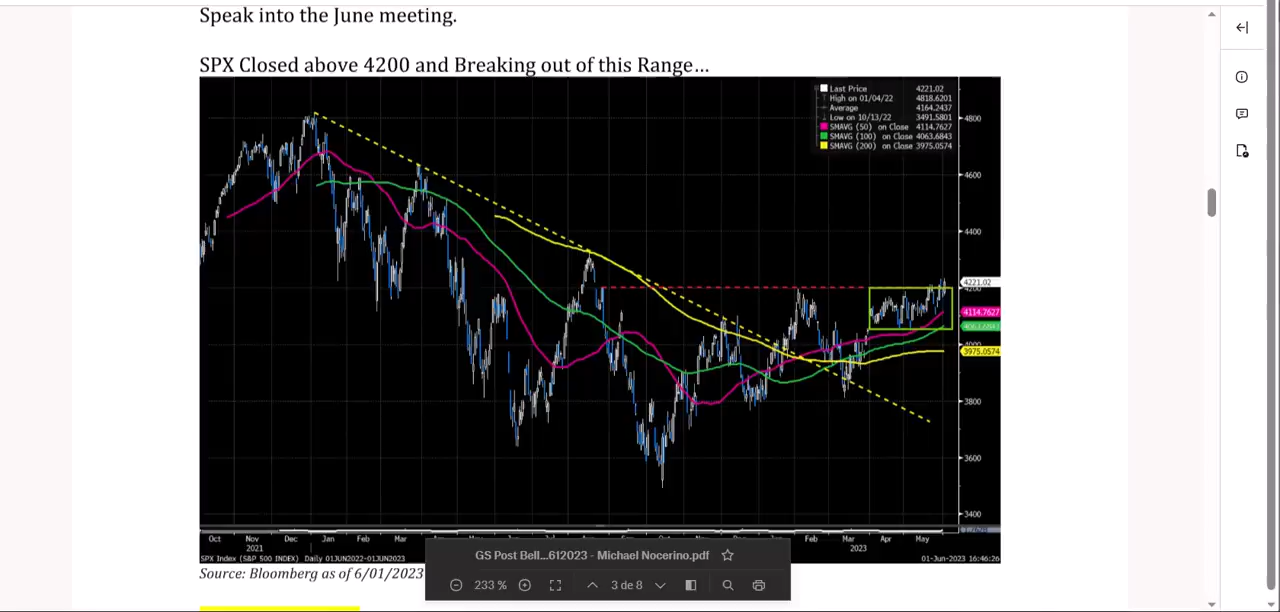 Speak into the June meeting.
SPX Closed above 4200 and Breaking out of this Range...
Last Price 4221.02
High on 01/04/22 4818.6201
Average 4164.2437
Low on 10/13/22 3491.5801
SMAVG (50) on Close 4114.7627
SMAVG (100) on Close 4063.6843
SMAVG (200) on Close 3975.0574
4800
4600
4400
4221.02
4200
4114.7627
4000
3975.0574
3800
3600
3400
Oct Nov Dec Jan Feb Mar Feb Mar Apr May
2021 2023
SPX Index (S&P 500 INDEX) Daily 01JUN2022-01JUN2023 01-Jun-2023 16:46:26
Source: Bloomberg as of 6/01/2023
GS Post Bell...612023 - Michael Nocerino.pdf
233 % 3 de 8